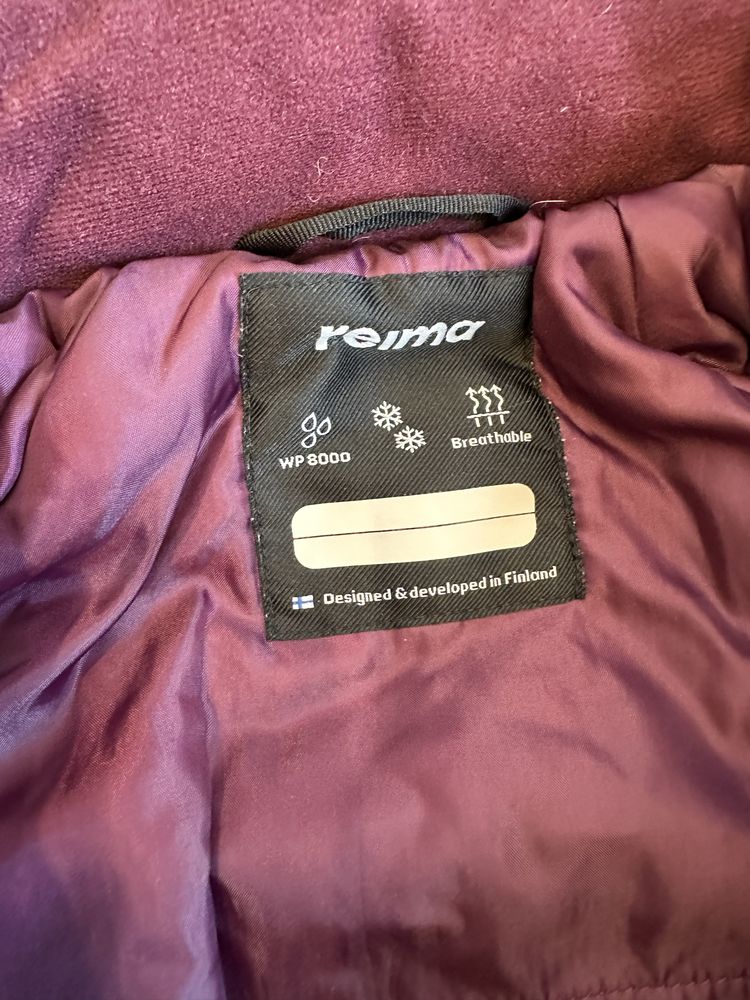 reima
WP 8000
Breathable
Designed & developed in Finland